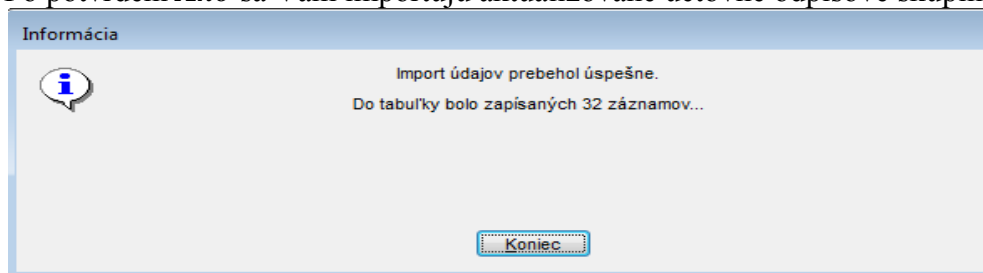 Informácia
Import údajov prebehol úspešne.
Do tabuľky bolo zapísaných 32 záznamov...
Koniec